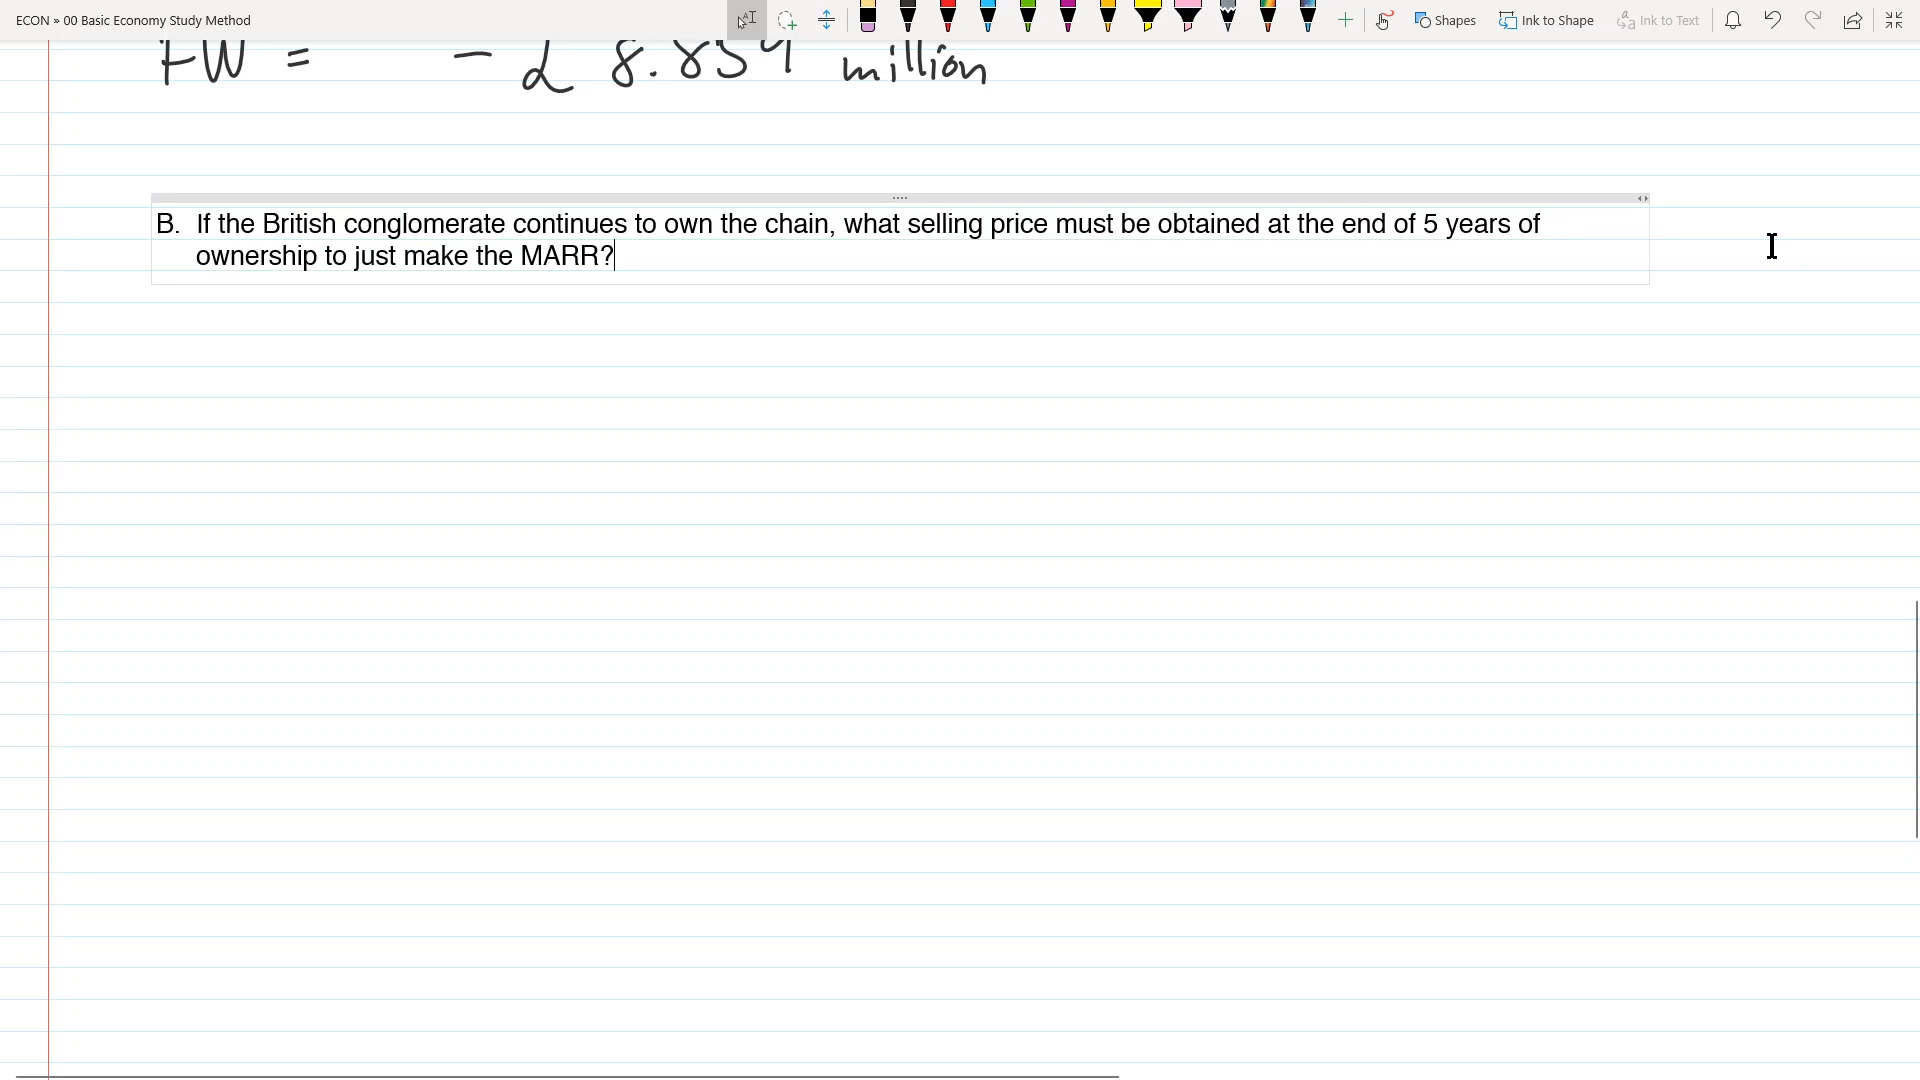 ECON » 00 Basic Economy Study Method
Shapes
Ink to Shape
Ink to Text
FW = - £ 8.854 million
B. If the British conglomerate continues to own the chain, what selling price must be obtained at the end of 5 years of
ownership to just make the MARR?